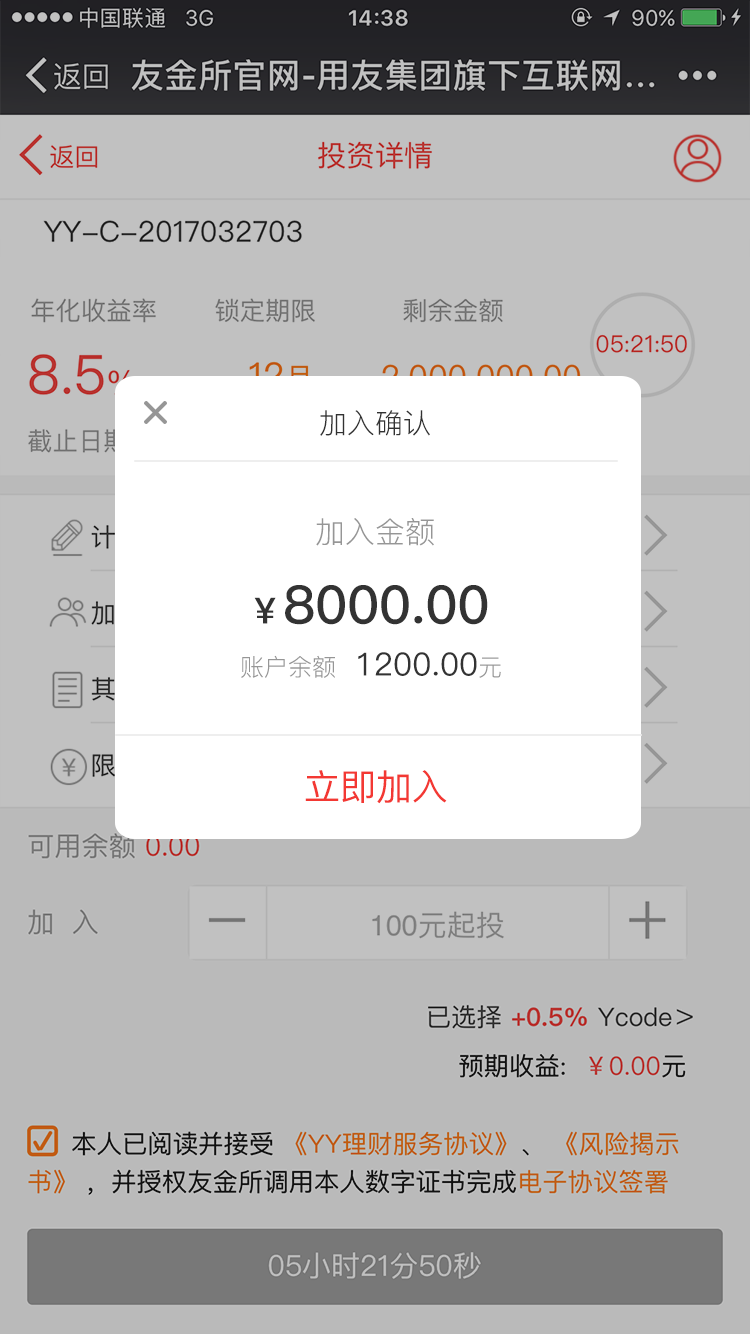 中国联通 3G 14:38 90%
返回 友金所官网-用友集团旗下互联网...
返回 投资详情
YY-C-2017032703
年化收益率 锁定期限 剩余金额
05:21:50
8.5% 12月 2,000,000.00
截止日期
加入确认
计
加入金额
¥8000.00
加
账户余额 1200.00元
其
限
立即加入
可用余额 0.00
加 入 100元起投
已选择 +0.5% Ycode>
预期收益: ¥0.00元
本人已阅读并接受《YY理财服务协议》、《风险揭示
书》,并授权友金所调用本人数字证书完成电子协议签署
05小时21分50秒